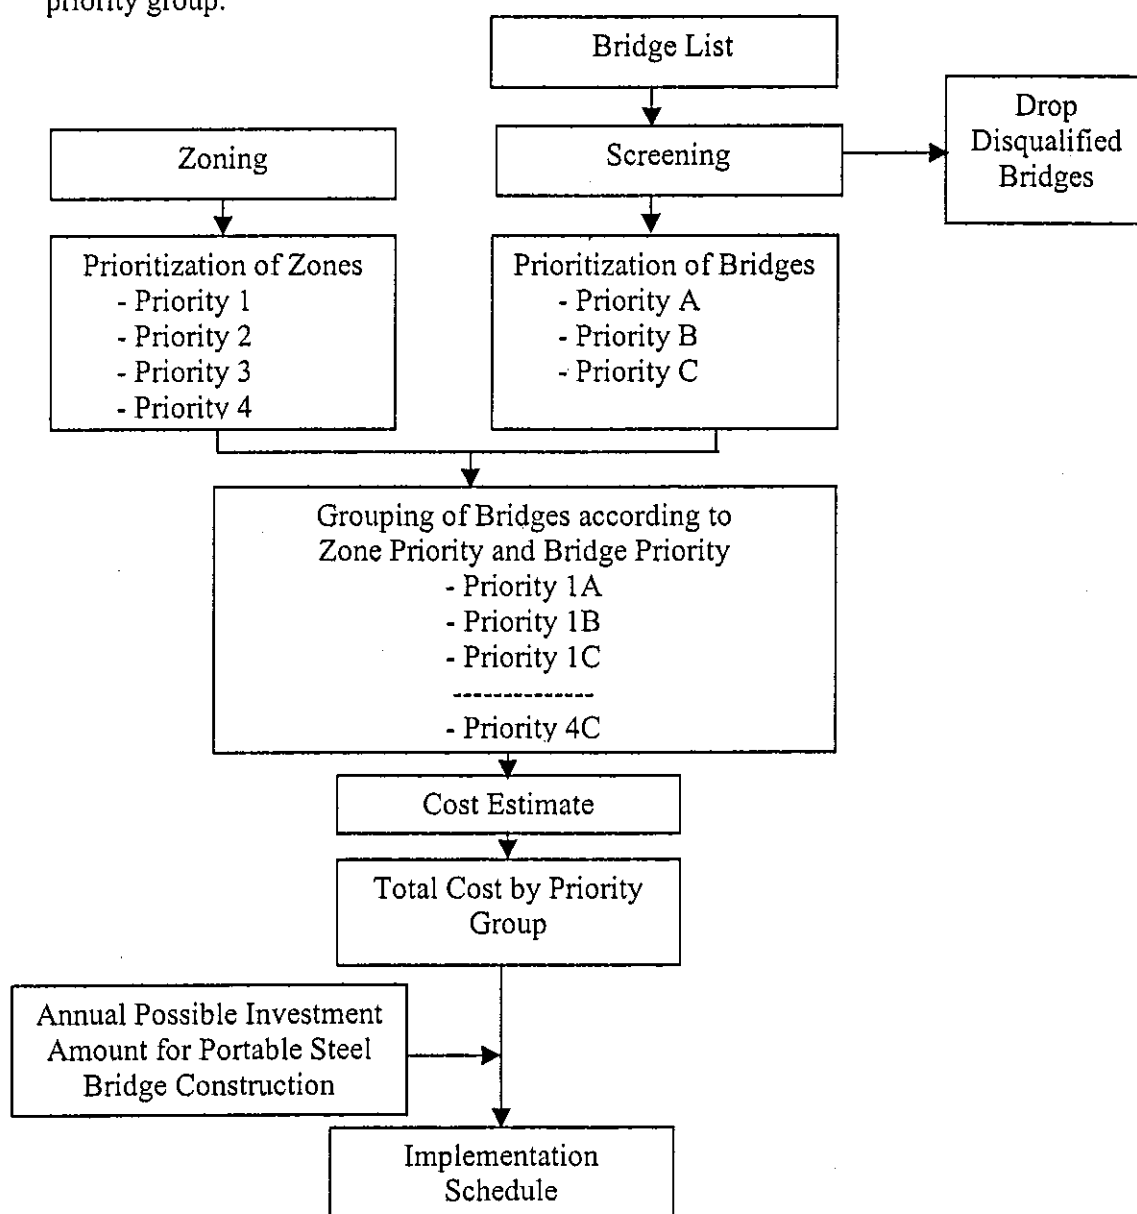 priority group.
Bridge List
Drop
Disqualified
Bridges
Zoning
Screening
Prioritization of Zones
- Priority 1
- Priority 2
- Priority 3
- Priority 4
Prioritization of Bridges
- Priority A
- Priority B
- Priority C
Grouping of Bridges according to
Zone Priority and Bridge Priority
- Priority 1A
- Priority 1B
- Priority 1C
--------------
- Priority 4C
Cost Estimate
Total Cost by Priority
Group
Annual Possible Investment
Amount for Portable Steel
Bridge Construction
Implementation
Schedule